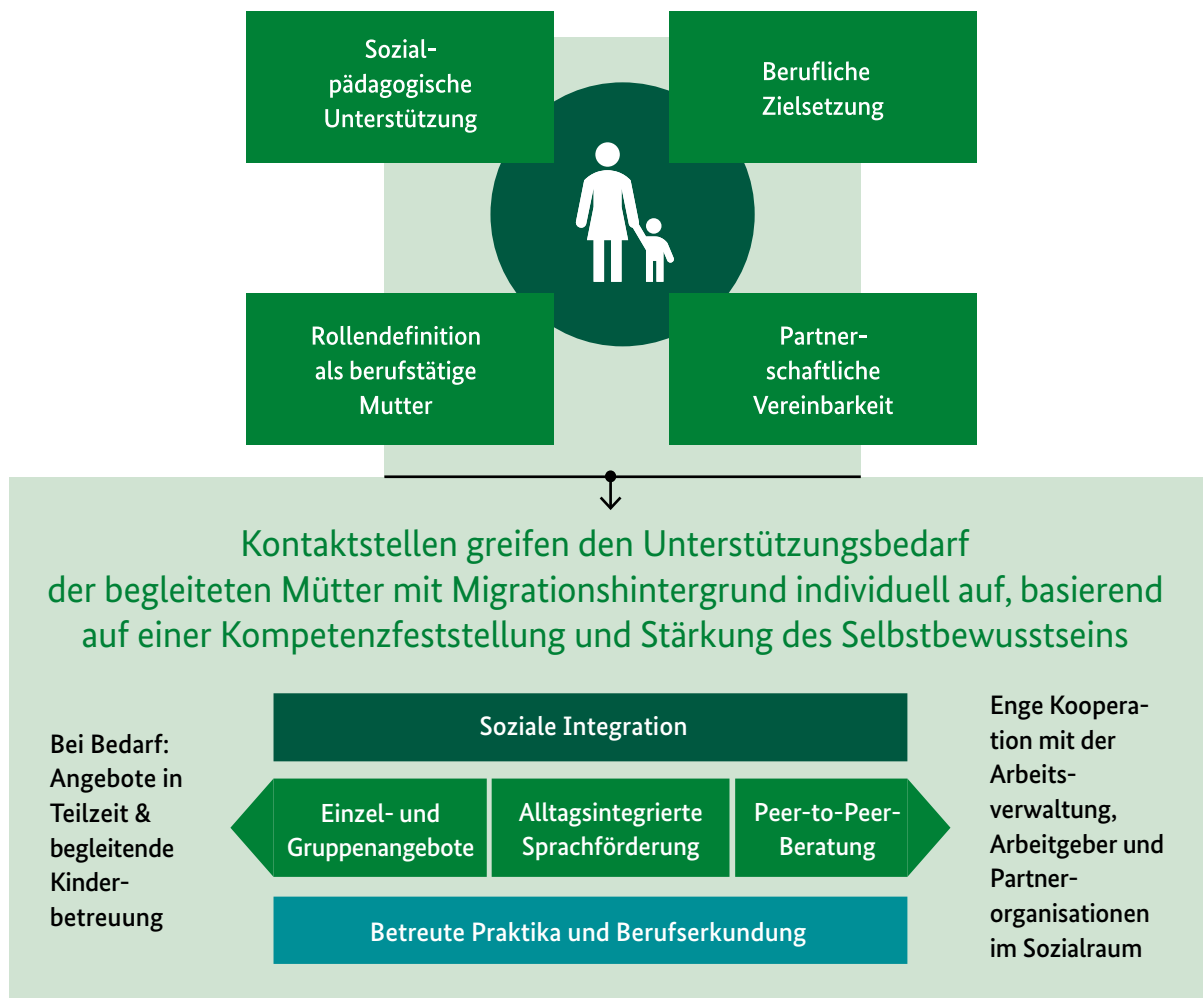 Sozial-
pädagogische
Unterstützung
Berufliche
Zielsetzung
Rollendefinition
als berufstätige
Mutter
Partner-
schaftliche
Vereinbarkeit
Kontaktstellen greifen den Unterstützungsbedarf
der begleiteten Mütter mit Migrationshintergrund individuell auf, basierend
auf einer Kompetenzfeststellung und Stärkung des Selbstbewusstseins
Bei Bedarf:
Angebote in
Teilzeit &
begleitende
Kinder-
betreuung
Soziale Integration
Einzel- und
Gruppenangebote
Alltagsintegrierte
Sprachförderung
Peer-to-Peer-
Beratung
Betreute Praktika und Berufserkundung
Enge Koopera-
tion mit der
Arbeits-
verwaltung,
Arbeitgeber und
Partner-
organisationen
im Sozialraum